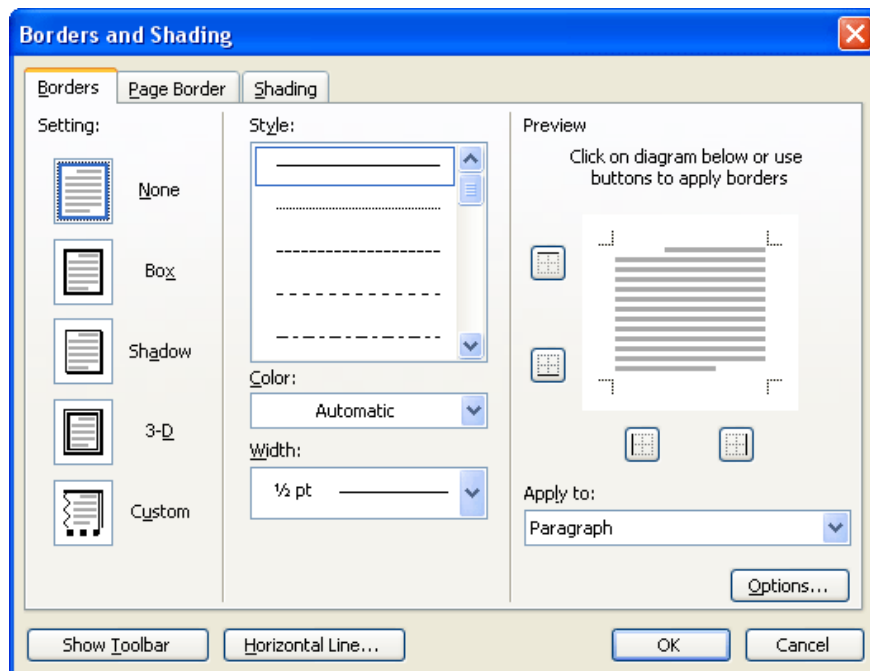 Borders and Shading
Borders
Page Border
Shading
Setting:
None
Box
Shadow
3-D
Custom
Style:
Color:
Automatic
Width:
½ pt
Preview
Click on diagram below or use
buttons to apply borders
Apply to:
Paragraph
Options...
Show Toolbar
Horizontal Line...
OK
Cancel